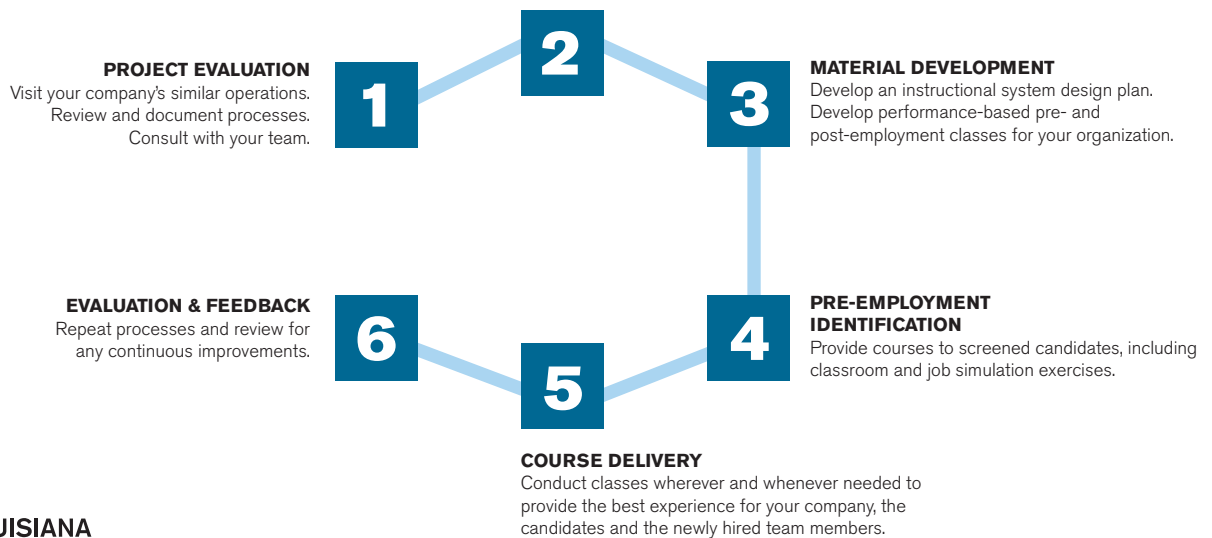 1
PROJECT EVALUATION
Visit your company's similar operations.
Review and document processes.
Consult with your team.
2
3
MATERIAL DEVELOPMENT
Develop an instructional system design plan.
Develop performance-based pre- and
post-employment classes for your organization.
4
PRE-EMPLOYMENT
IDENTIFICATION
Provide courses to screened candidates, including
classroom and job simulation exercises.
5
COURSE DELIVERY
Conduct classes wherever and whenever needed to
provide the best experience for your company, the
candidates and the newly hired team members.
6
EVALUATION & FEEDBACK
Repeat processes and review for
any continuous improvements.
UISIANA